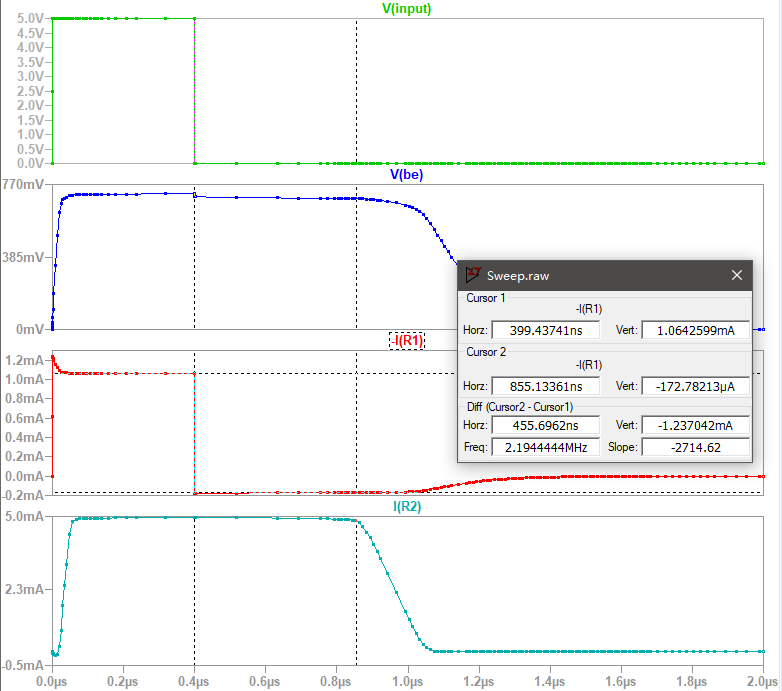 V(input)
5.0V
4.5V
4.0V
3.5V
3.0V
2.5V
2.0V
1.5V
1.0V
0.5V
0.0V
V(be)
770mV
385mV
0mV
-I(R1)
1.2mA
1.0mA
0.8mA
0.6mA
0.4mA
0.2mA
0.0mA
-0.2mA
I(R2)
5.0mA
2.3mA
-0.5mA
0.0µs 0.2µs 0.4µs 0.6µs 0.8µs 1.0µs 1.2µs 1.4µs 1.6µs 1.8µs 2.0µs
Sweep.raw
Cursor 1
-I(R1)
Horz: 399.43741ns Vert: 1.0642599mA
Cursor 2
-I(R1)
Horz: 855.13361ns Vert: -172.78213µA
Diff (Cursor2 - Cursor1)
Horz: 455.6962ns Vert: -1.237042mA
Freq: 2.1944444MHz Slope: -2714.62